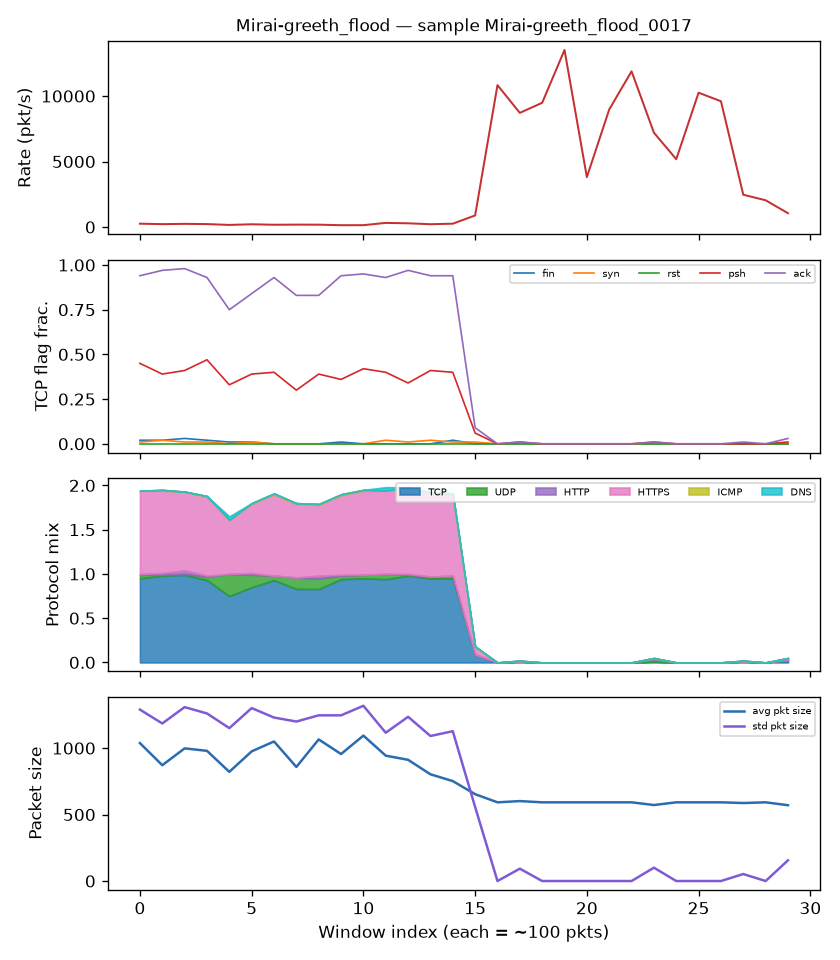 Mirai-greeth_flood — sample Mirai-greeth_flood_0017
Rate (pkt/s)
10000
5000
0
TCP flag frac.
1.00
0.75
0.50
0.25
0.00
fin syn rst psh ack
Protocol mix
2.0
1.5
1.0
0.5
0.0
TCP UDP HTTP HTTPS ICMP DNS
Packet size
1000
500
0
avg pkt size
std pkt size
0 5 10 15 20 25 30
Window index (each = ~100 pkts)